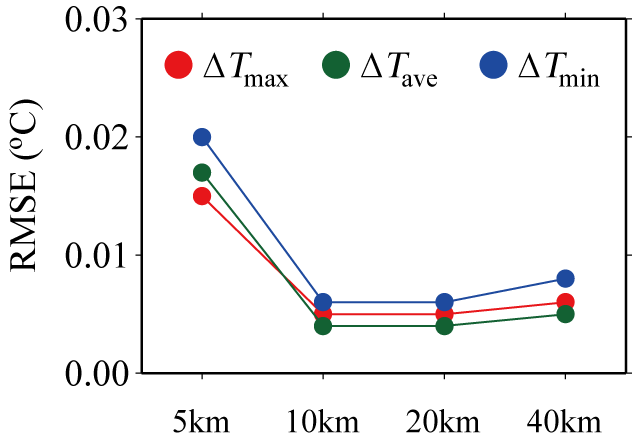 0.03
ΔTmax ΔTave ΔTmin
0.02
RMSE (ºC)
0.01
0.00
5km 10km 20km 40km